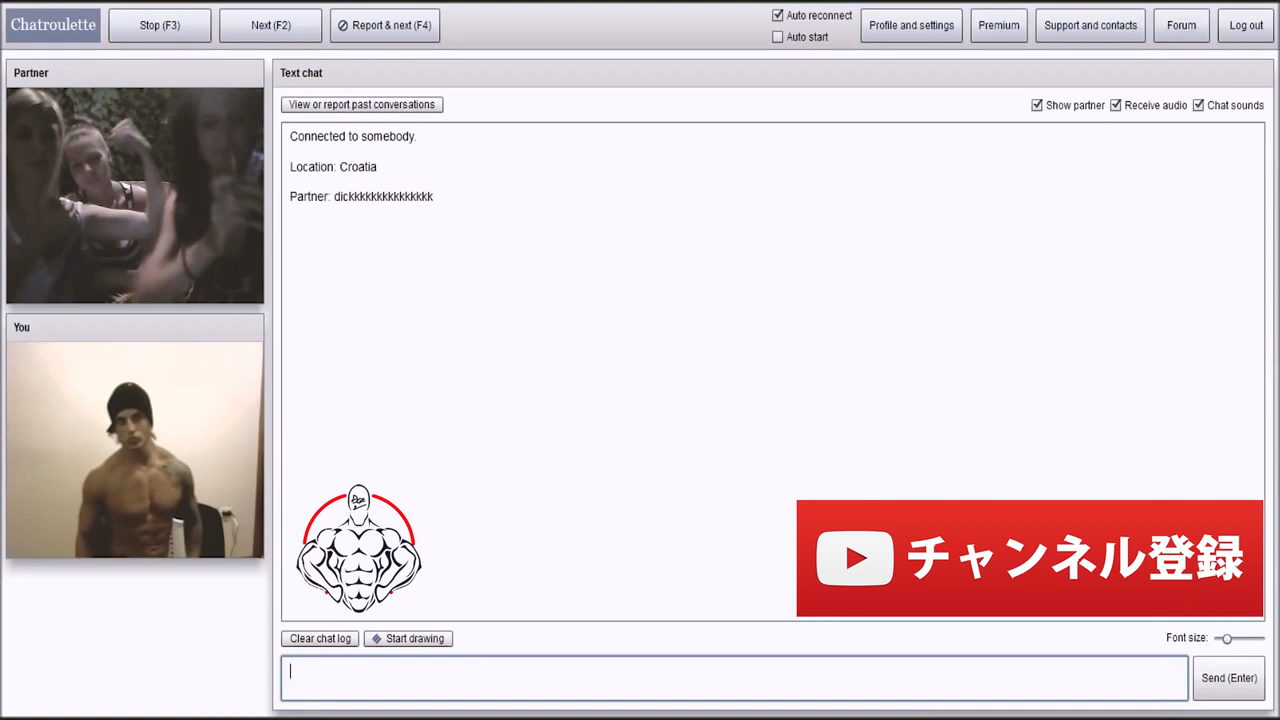 Chatroulette
Stop (F3)
Next (F2)
Report & next (F4)
Auto reconnect
Auto start
Profile and settings
Premium
Support and contacts
Forum
Log out
Partner
Text chat
View or report past conversations
Show partner
Receive audio
Chat sounds
Connected to somebody.
Location: Croatia
Partner: dickkkkkkkkkkkkkkk
You
チャンネル登録
Clear chat log
Start drawing
Font size:
Send (Enter)